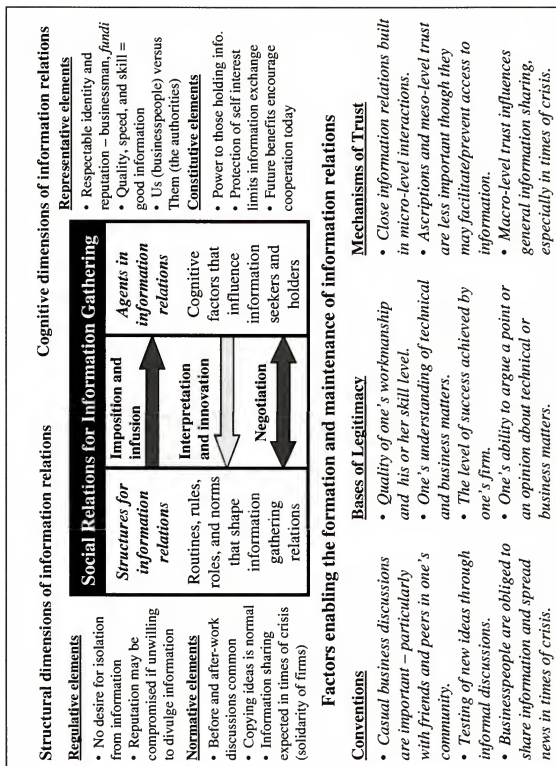 Structural dimensions of information relations
Cognitive dimensions of information relations
Regulative elements
• No desire for isolation
from information
• Reputation may be
compromised if unwilling
to divulge information
Normative elements
• Before and after-work
discussions common
• Copying ideas is normal
• Information sharing
expected in times of crisis
(solidarity of firms)
Social Relations for Information Gathering
Structures for
information
relations
Routines, rules,
roles, and norms
that shape
information
gathering
relations
Imposition and
infusion
Interpretation
and innovation
Negotiation
Agents in
information
relations
Cognitive
factors that
influence
information
seekers and
holders
Representative elements
• Respectable identity and
reputation – businessman, fundi
• Quality, speed, and skill =
good information
• Us (businesspeople) versus
Them (the authorities)
Constitutive elements
• Power to those holding info.
• Protection of self interest
limits information exchange
• Future benefits encourage
cooperation today
Factors enabling the formation and maintenance of information relations
Conventions
• Casual business discussions
are important – particularly
with friends and peers in one's
community.
• Testing of new ideas through
informal discussions.
• Businesspeople are obliged to
share information and spread
news in times of crisis.
Bases of Legitimacy
• Quality of one's workmanship
and his or her skill level.
• One's understanding of technical
and business matters.
• The level of success achieved by
one's firm.
• One's ability to argue a point or
an opinion about technical or
business matters.
Mechanisms of Trust
• Close information relations built
in micro-level interactions.
• Ascriptions and meso-level trust
are less important though they
may facilitate/prevent access to
information.
• Macro-level trust influences
general information sharing,
especially in times of crisis.